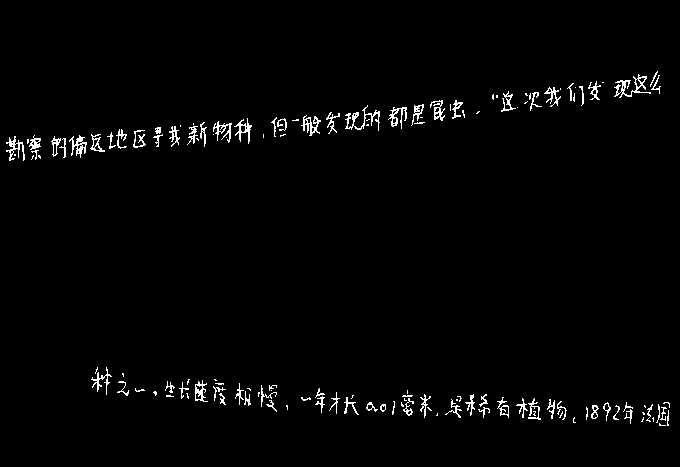 勘察的偏远地区寻找新物种,但一般发现的都是昆虫。“这次我们发现这么
种之一。生长速度极慢,一年才长0.01毫米,是稀有植物。1892年法国